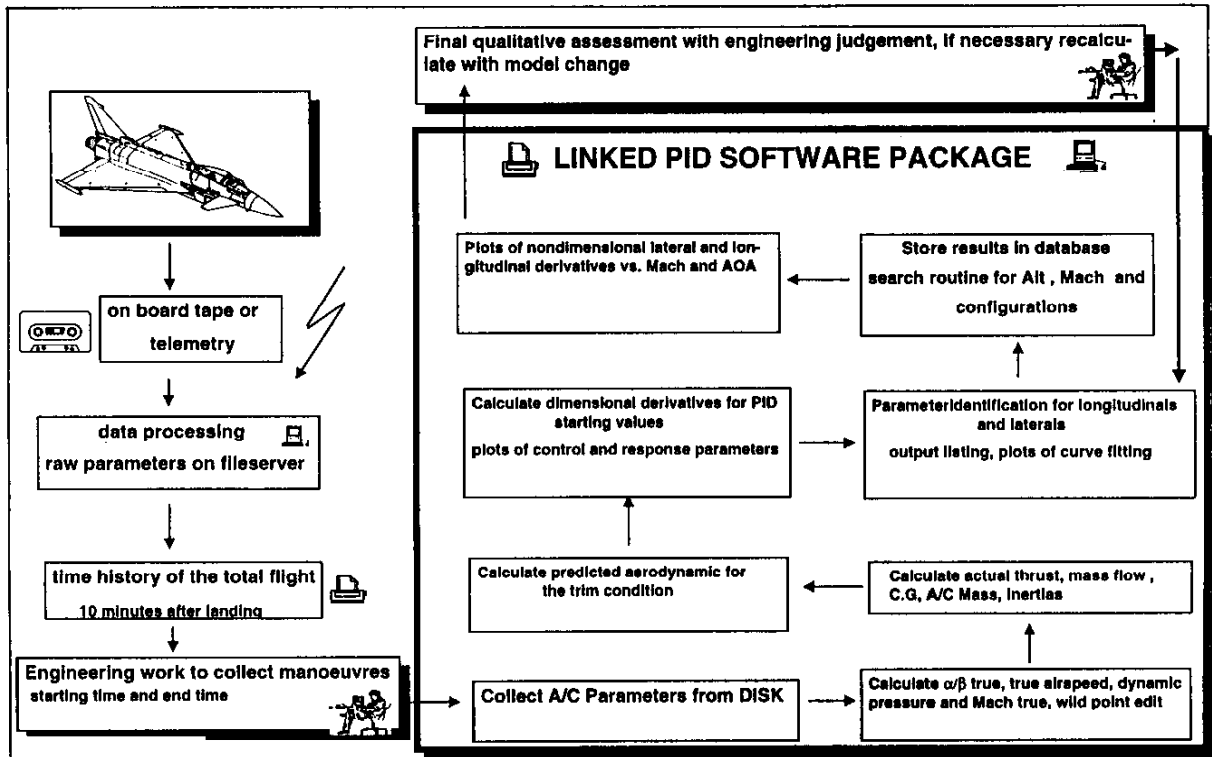 Final qualitative assessment with engineering judgement, if necessary recalcu-
late with model change
LINKED PID SOFTWARE PACKAGE
on board tape or
telemetry
data processing
raw parameters on fileserver
time history of the total flight
10 minutes after landing
Engineering work to collect manoeuvres
starting time and end time
Plots of nondimensional lateral and lon-
gitudinal derivatives vs. Mach and AOA
Store results in database
search routine for Alt , Mach and
configurations
Calculate dimensional derivatives for PID
starting values
plots of control and response parameters
Parameteridentification for longitudinals
and laterals
output listing, plots of curve fitting
Calculate predicted aerodynamic for
the trim condition
Calculate actual thrust, mass flow ,
C.G, A/C Mass, Inertias
Collect A/C Parameters from DISK
Calculate α/β true, true airspeed, dynamic
pressure and Mach true, wild point edit